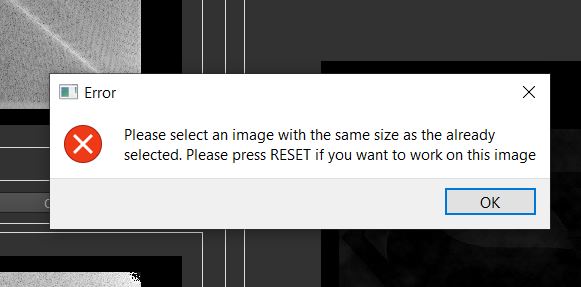 Error
Please select an image with the same size as the already
selected. Please press RESET if you want to work on this image
OK